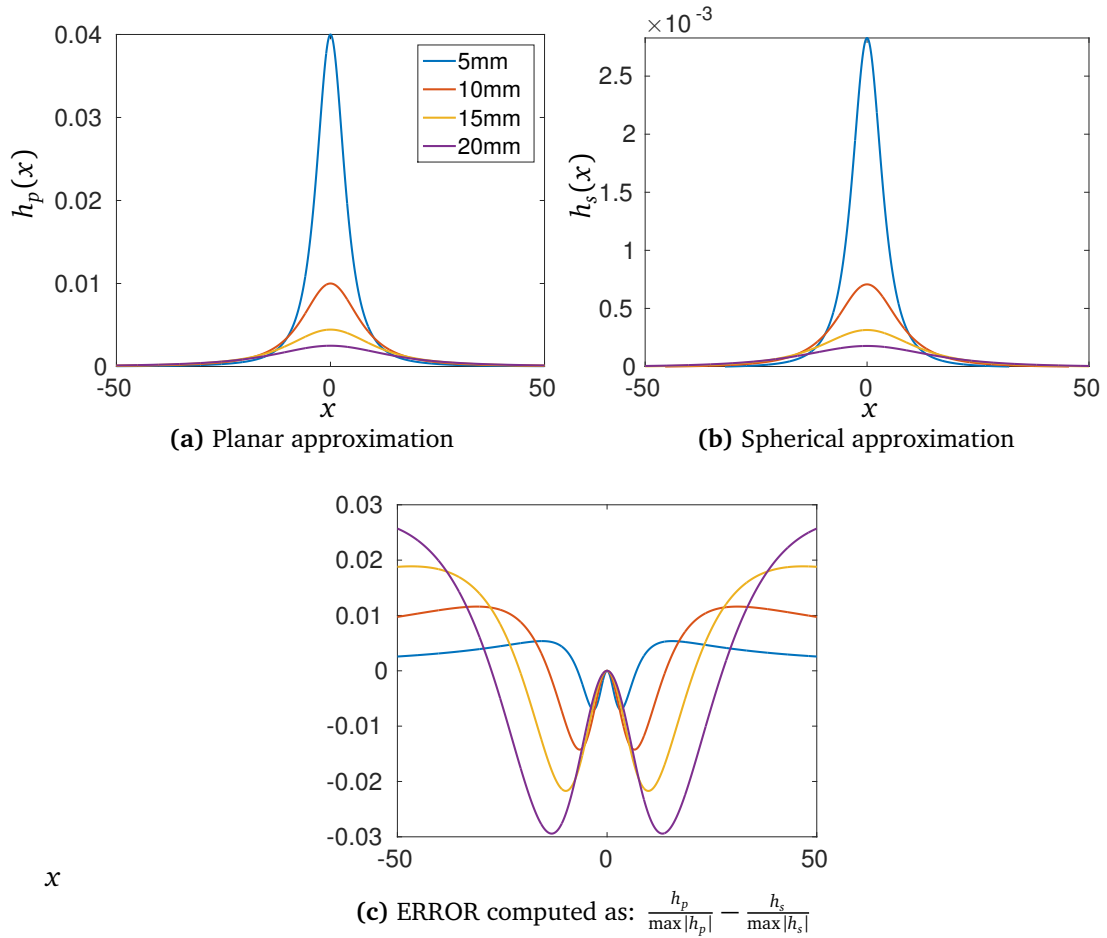 0.04
0.03
0.02
0.01
0
-50
0
50
h_p(x)
x
5mm
10mm
15mm
20mm
(a) Planar approximation
×10^-3
2.5
2
1.5
1
0.5
0
-50
0
50
h_s(x)
x
(b) Spherical approximation
0.03
0.02
0.01
0
-0.01
-0.02
-0.03
-50
0
50
x
(c) ERROR computed as: h_p / max|h_p| − h_s / max|h_s|